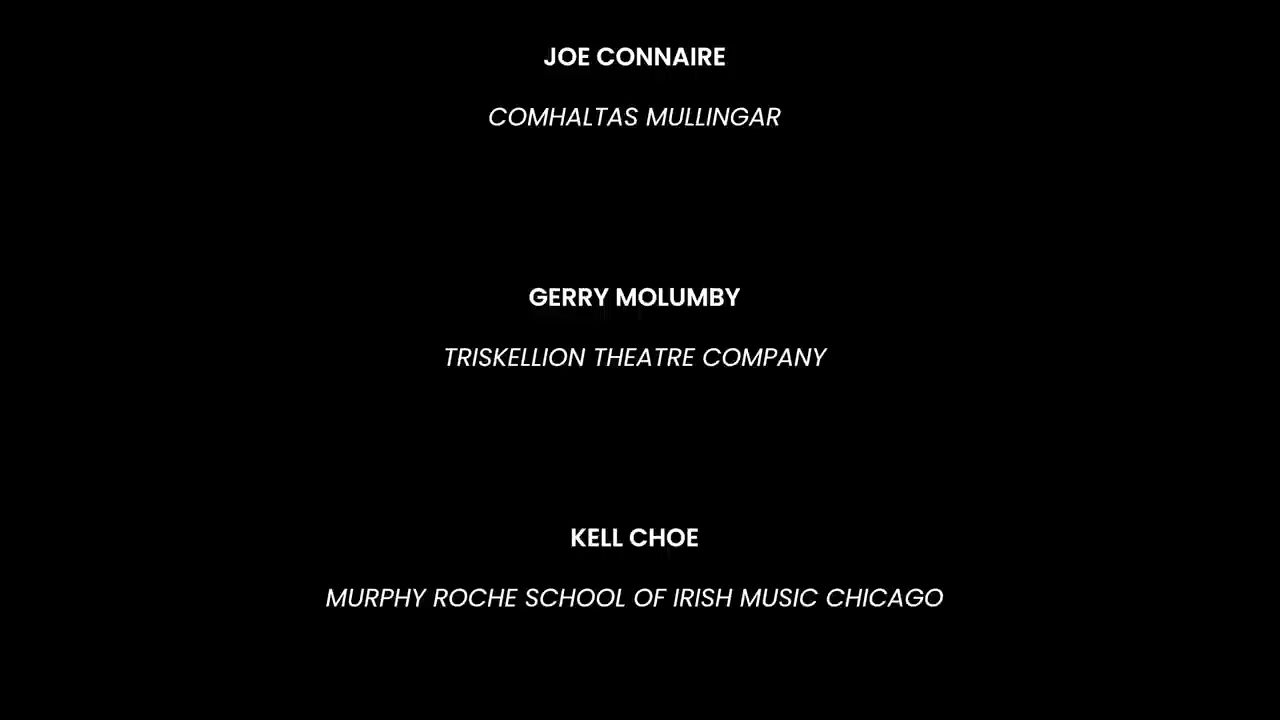 JOE CONNAIRE
COMHALTAS MULLINGAR
GERRY MOLUMBY
TRISKELLION THEATRE COMPANY
KELL CHOE
MURPHY ROCHE SCHOOL OF IRISH MUSIC CHICAGO